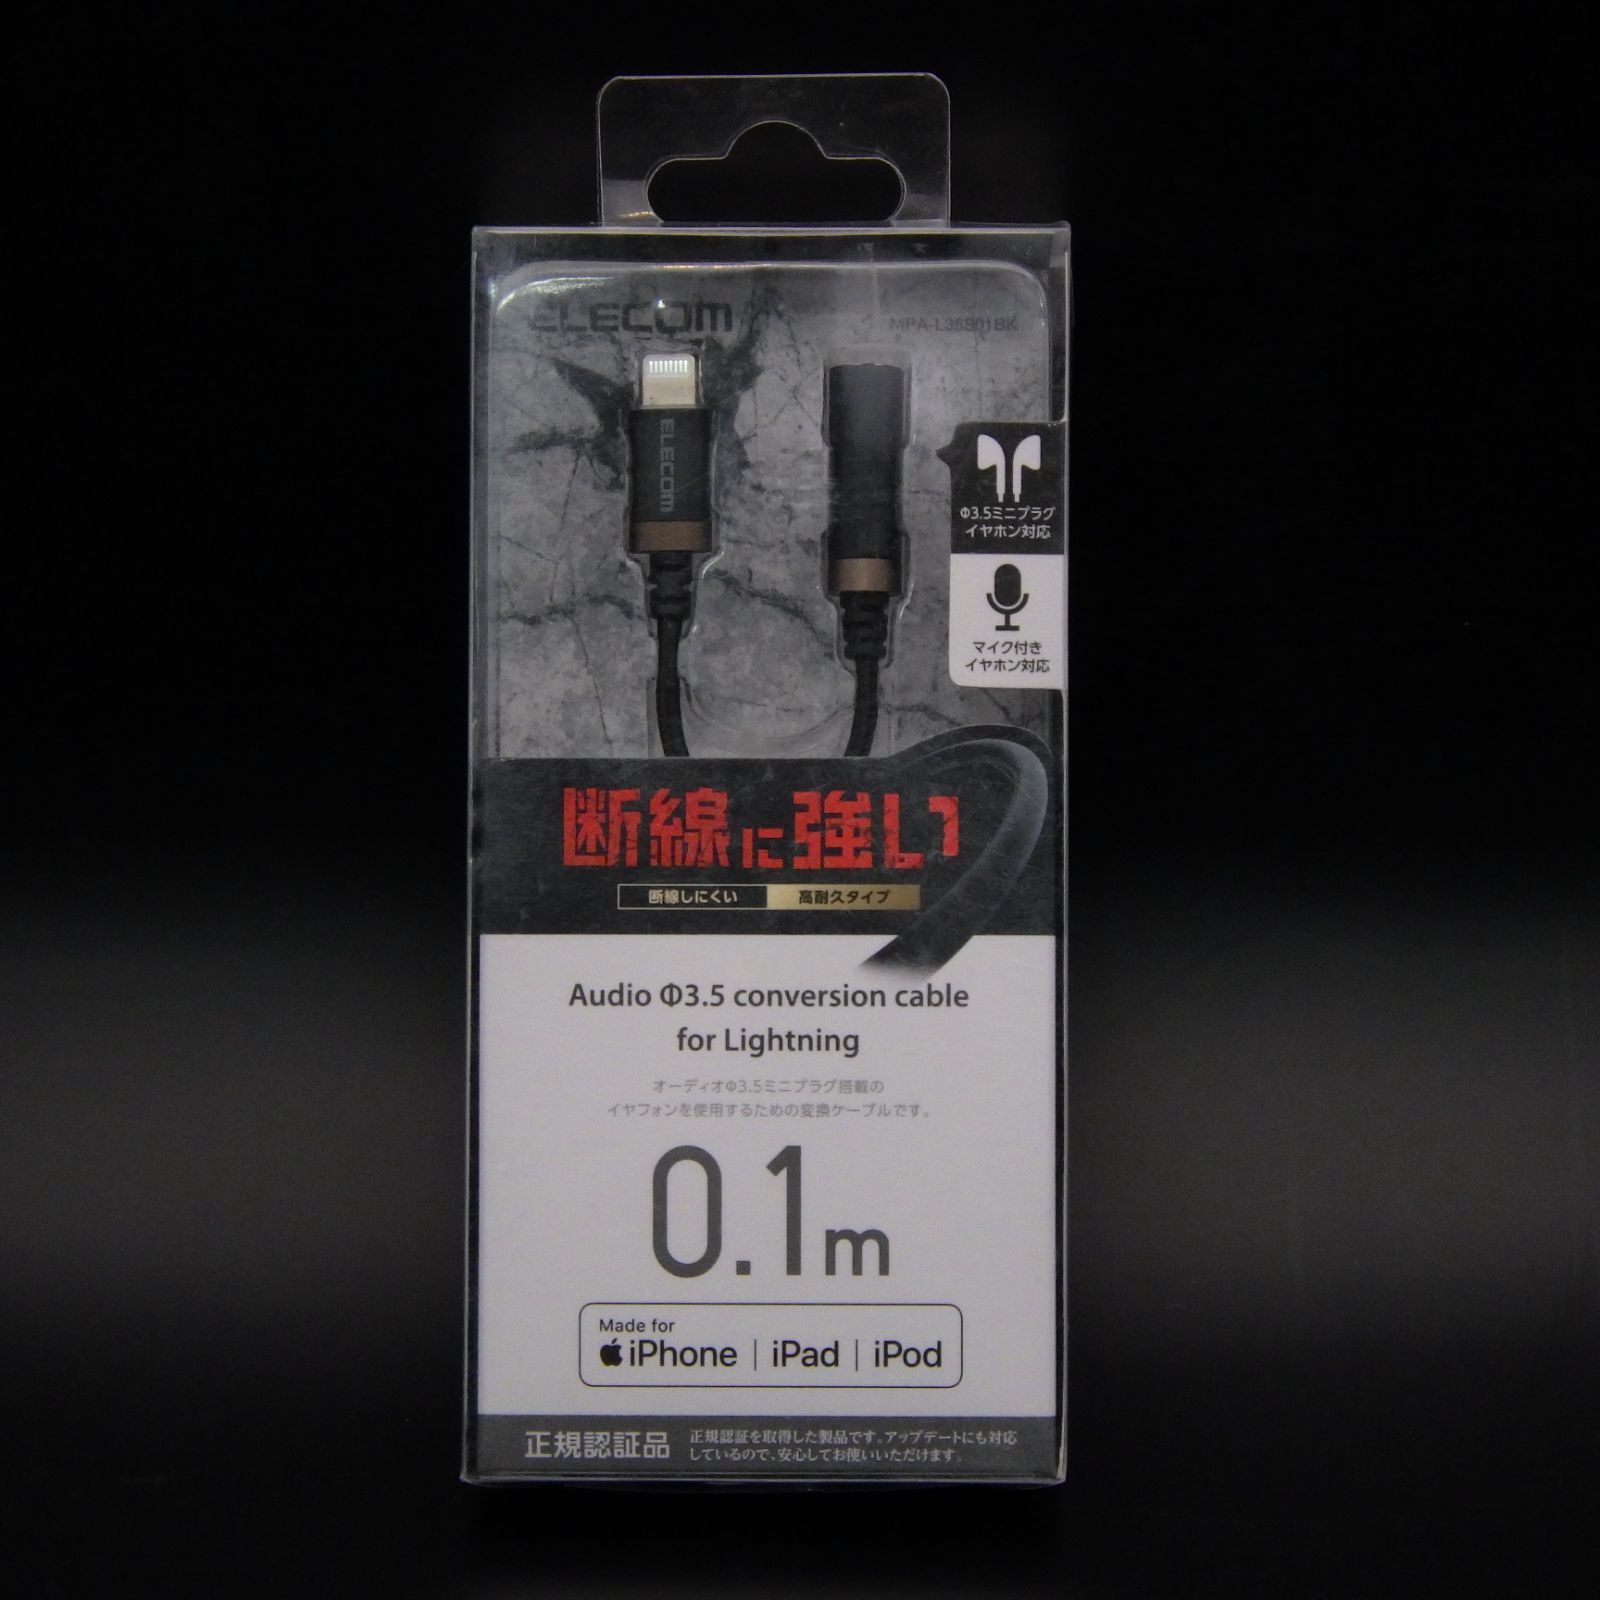 ELECOM
MPA-L35S01BK
ELECOM
Φ3.5ミニプラグ
イヤホン対応
マイク付き
イヤホン対応
断線に強い
断線しにくい 高耐久タイプ
Audio Φ3.5 conversion cable
for Lightning
オーディオΦ3.5ミニプラグ搭載の
イヤフォンを使用するための変換ケーブルです。
0.1m
Made for
iPhone | iPad | iPod
正規認証品
正規認証を取得した製品です。アップデートにも対応
しているので、安心してお使いいただけます。